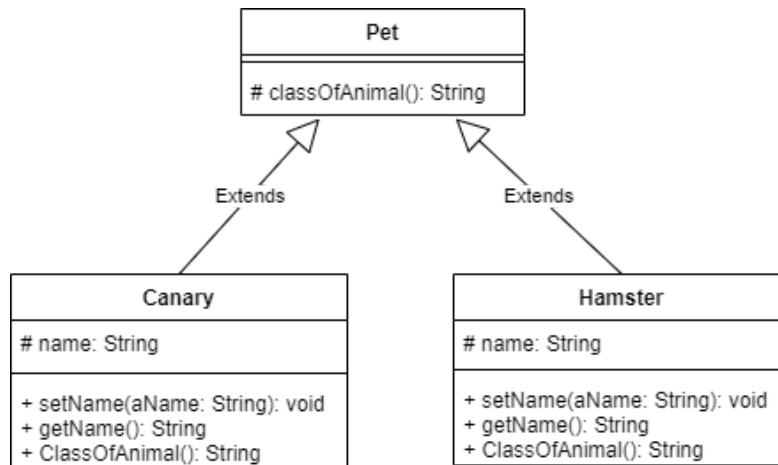 Pet
# classOfAnimal(): String
Extends
Extends
Canary
# name: String
+ setName(aName: String): void
+ getName(): String
+ ClassOfAnimal(): String
Hamster
# name: String
+ setName(aName: String): void
+ getName(): String
+ ClassOfAnimal(): String